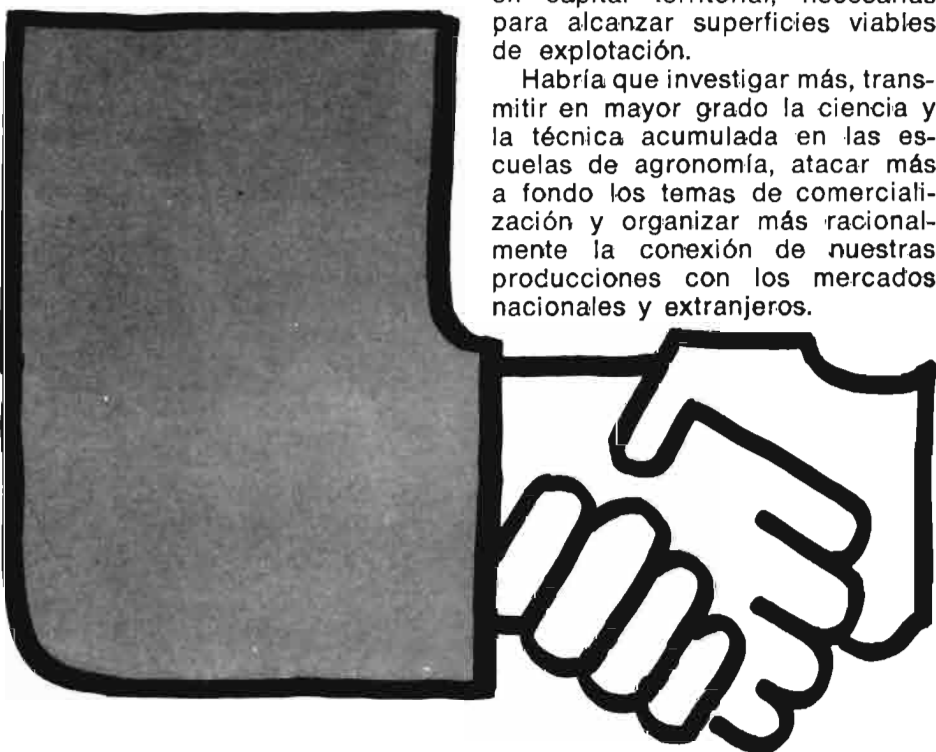 para alcanzar superficies viables
de explotación.
Habría que investigar más, trans-
mitir en mayor grado la ciencia y
la técnica acumulada en las es-
cuelas de agronomía, atacar más
a fondo los temas de comerciali-
zación y organizar más racional-
mente la conexión de nuestras
producciones con los mercados
nacionales y extranjeros.